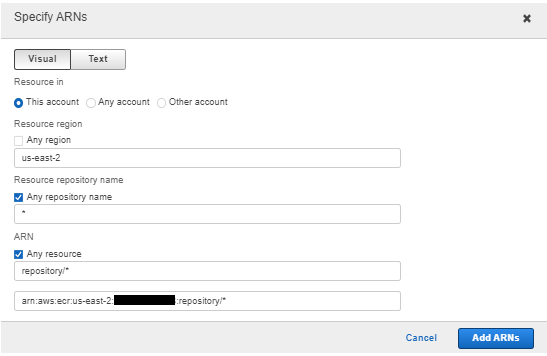 Specify ARNs
Visual Text
Resource in
This account Any account Other account
Resource region
Any region
us-east-2
Resource repository name
Any repository name
*
ARN
Any resource
repository/*
arn:aws:ecr:us-east-2: :repository/*
Cancel Add ARNs